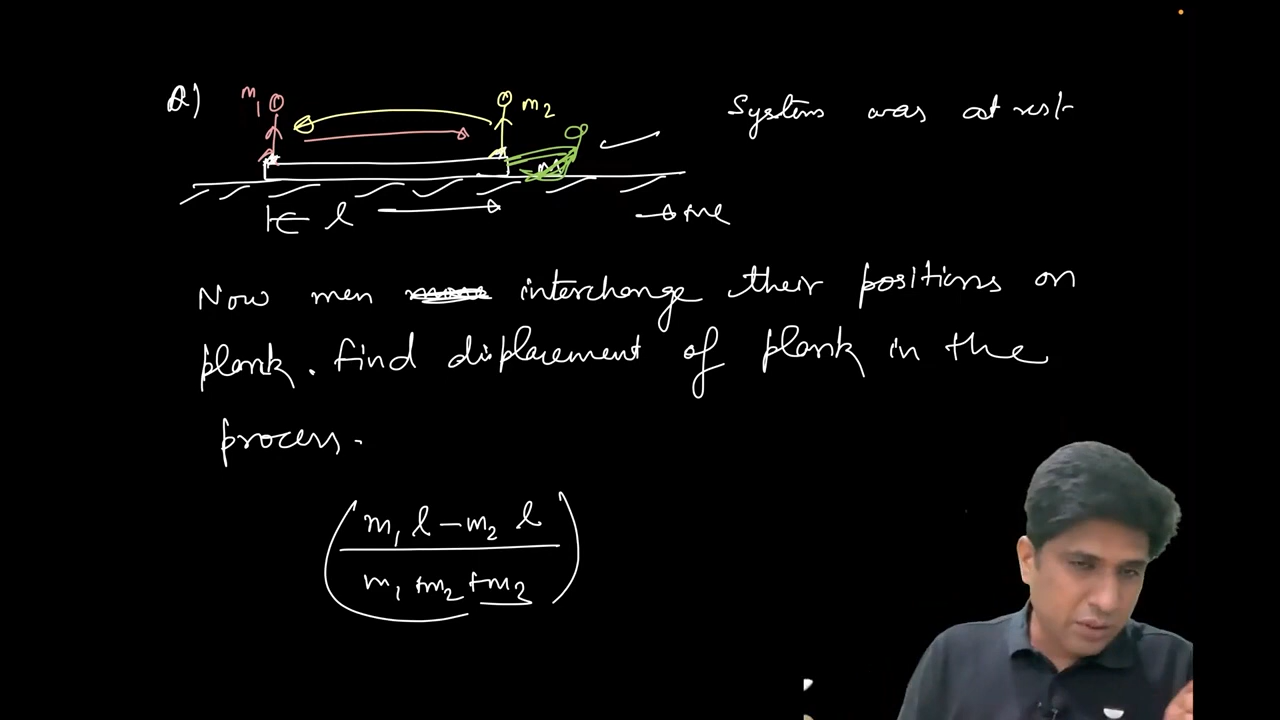 Q) m1 m2 System was at rest
l → +ve
Now men interchange their positions on
plank. find displacement of plank in the
process.
m1 l - m2 l
m1 + m2 + m2